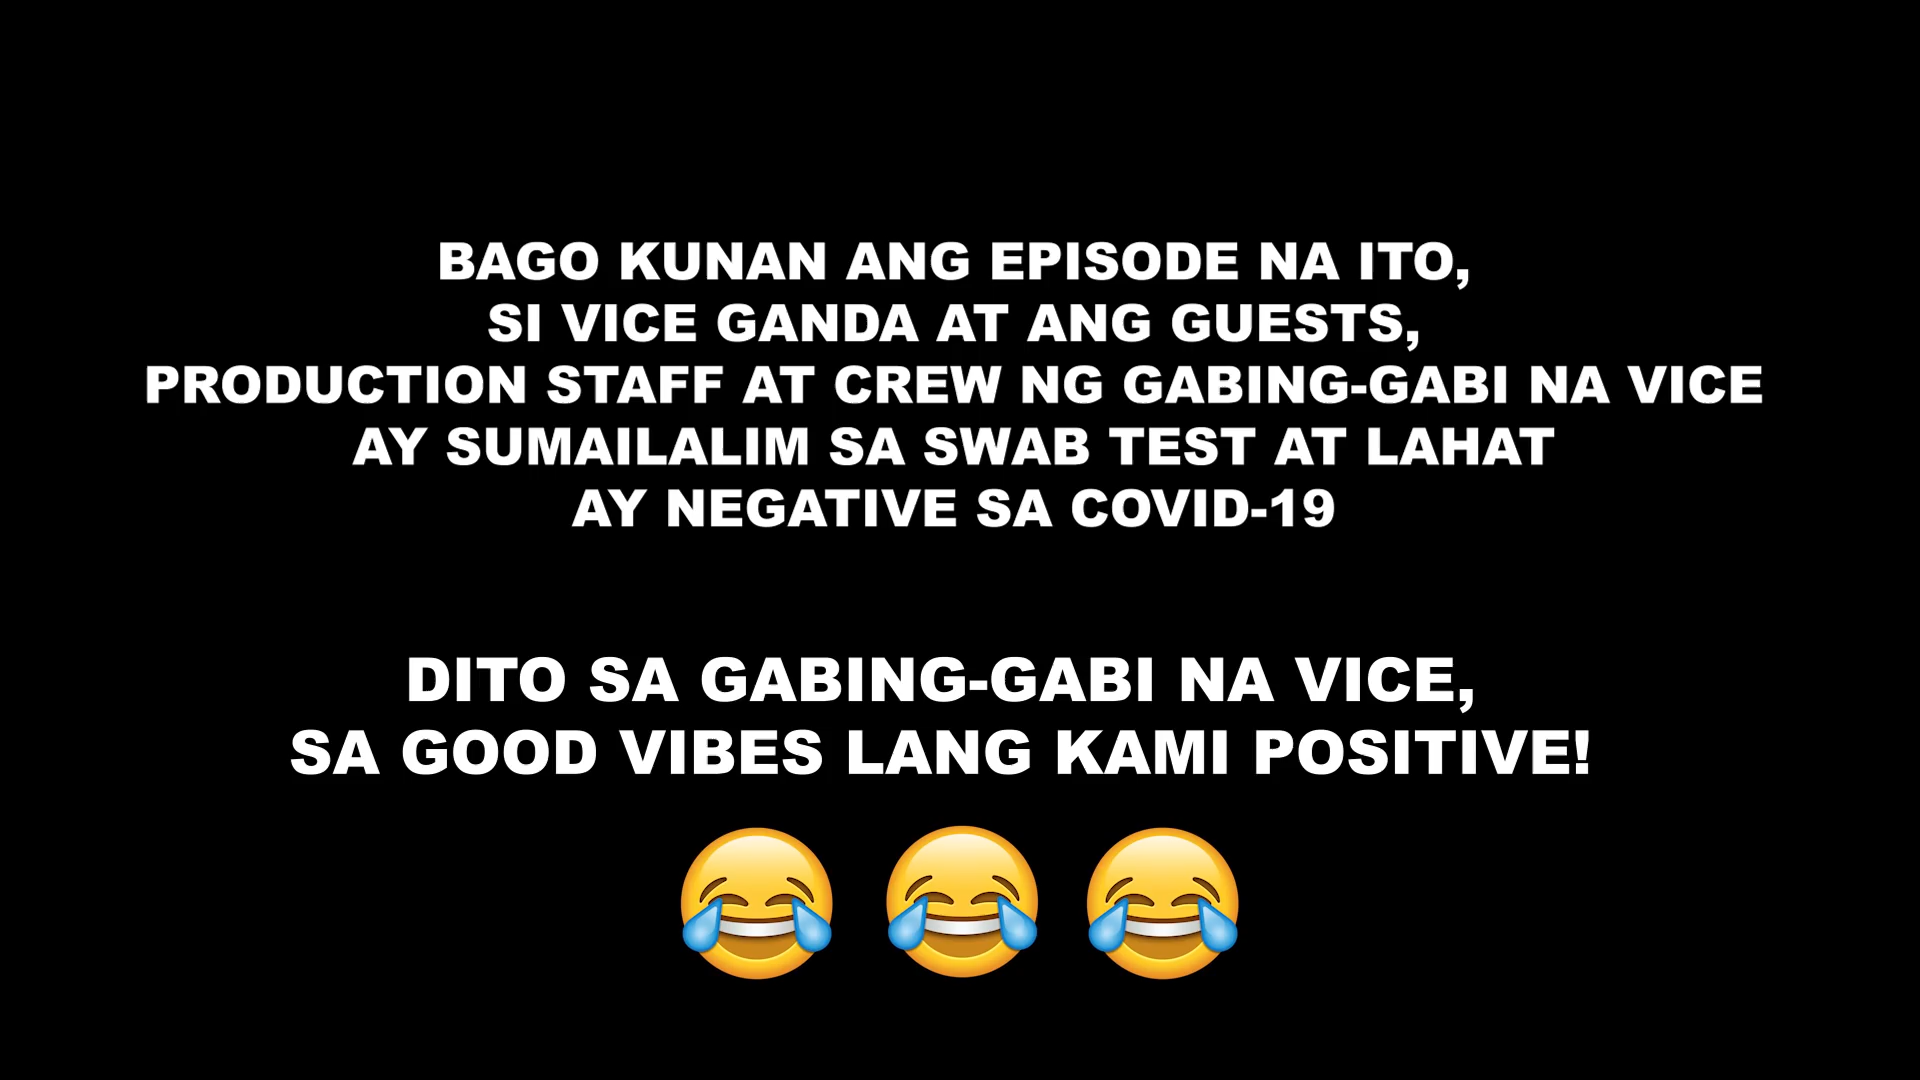 BAGO KUNAN ANG EPISODE NA ITO,
SI VICE GANDA AT ANG GUESTS,
PRODUCTION STAFF AT CREW NG GABING-GABI NA VICE
AY SUMAILALIM SA SWAB TEST AT LAHAT
AY NEGATIVE SA COVID-19
DITO SA GABING-GABI NA VICE,
SA GOOD VIBES LANG KAMI POSITIVE!